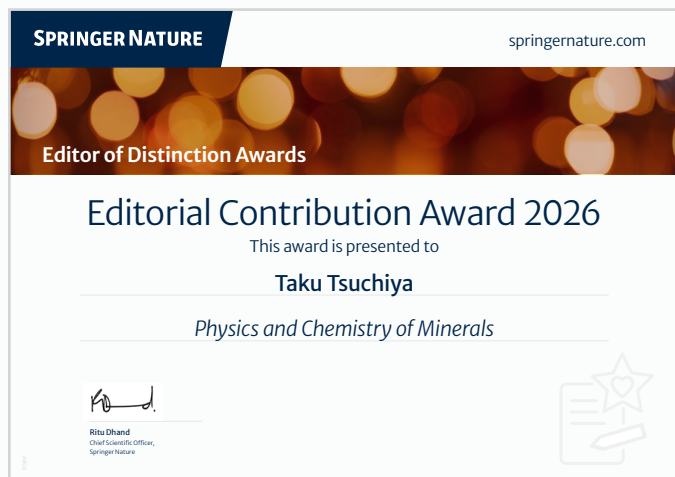 SPRINGER NATURE
springernature.com
Editor of Distinction Awards
Editorial Contribution Award 2026
This award is presented to
Taku Tsuchiya
Physics and Chemistry of Minerals
Ritu Dhand
Chief Scientific Officer,
Springer Nature